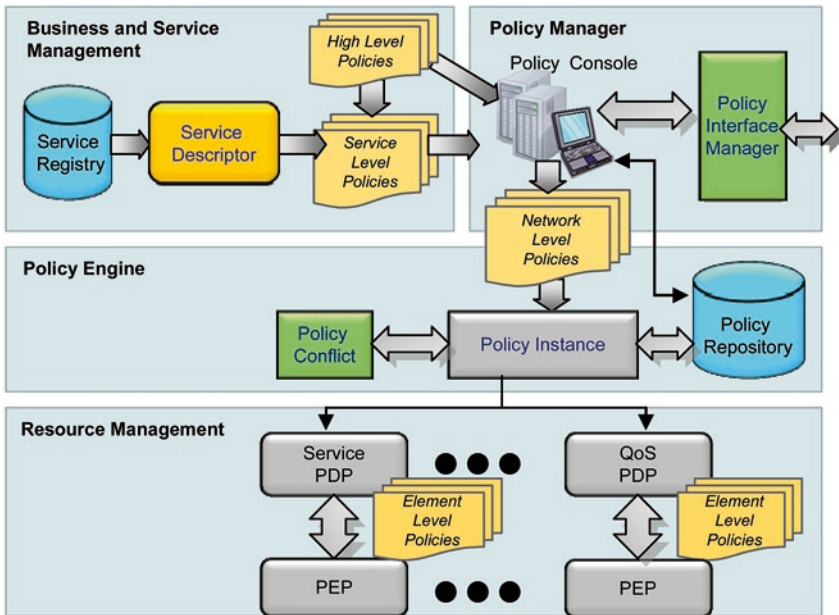 Business and Service
Management
High Level
Policies
Service
Registry
Service
Descriptor
Service
Level
Policies
Policy Manager
Policy Console
Policy
Interface
Manager
Network
Level
Policies
Policy Engine
Policy
Conflict
Policy Instance
Policy
Repository
Resource Management
Service
PDP
QoS
PDP
Element
Level
Policies
Element
Level
Policies
PEP
PEP